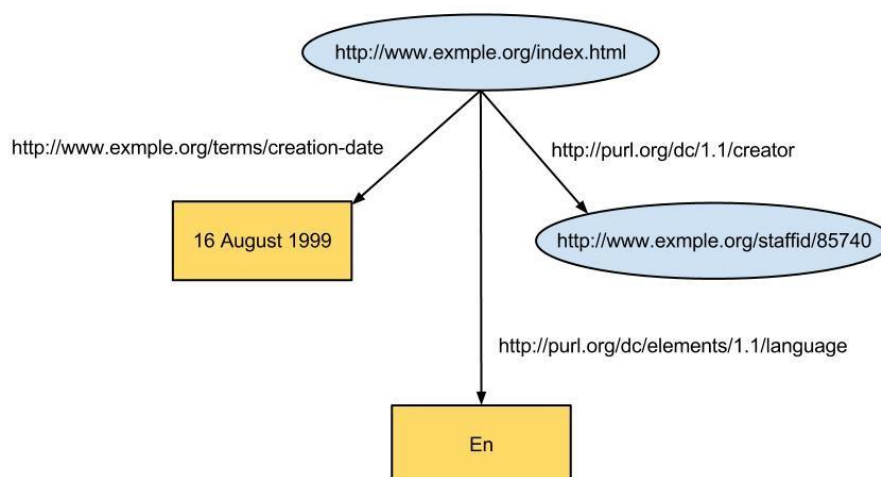 http://www.exmple.org/index.html
http://www.exmple.org/terms/creation-date
http://purl.org/dc/1.1/creator
16 August 1999
http://www.exmple.org/staffid/85740
http://purl.org/dc/elements/1.1/language
En